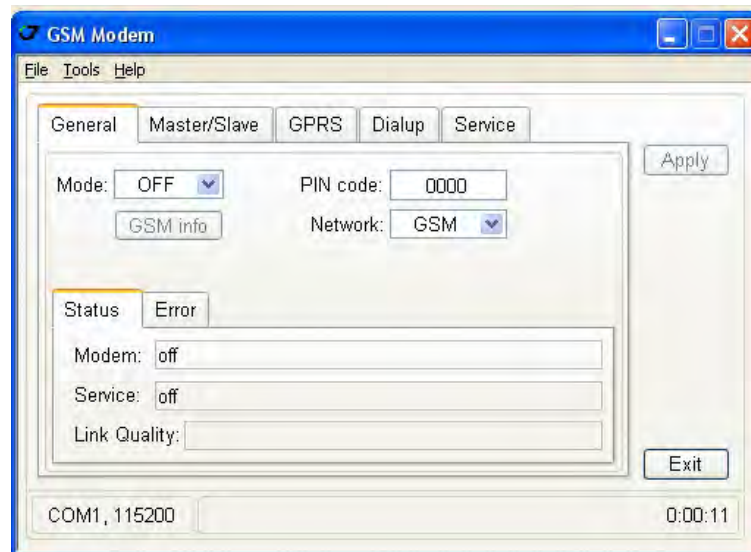 GSM Modem
File Tools Help
General Master/Slave GPRS Dialup Service
Apply
Mode: OFF PIN code: 0000
GSM info Network: GSM
Status Error
Modem: off
Service: off
Link Quality:
Exit
COM1, 115200 0:00:11